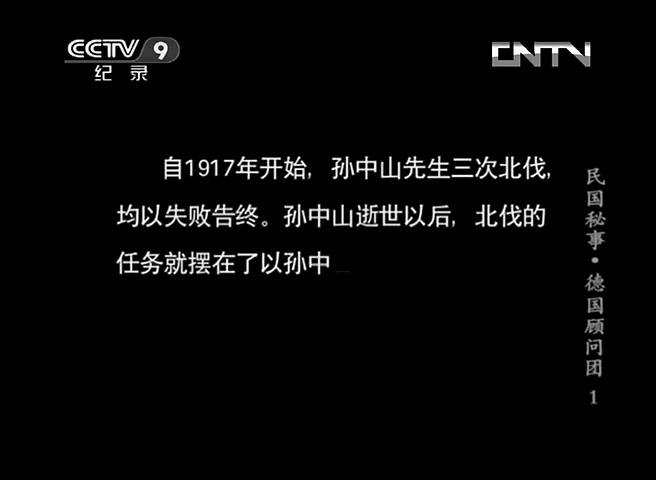 CCTV 9
纪录
CNTV
自1917年开始，孙中山先生三次北伐，
均以失败告终。孙中山逝世以后，北伐的
任务就摆在了以孙中
民国秘事·德国顾问团 1